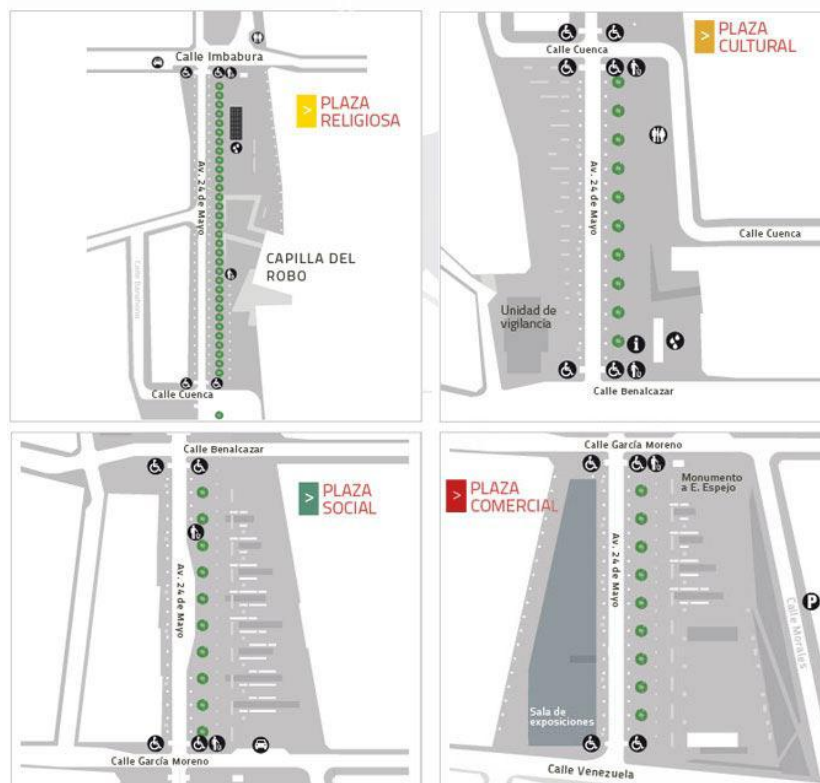 Calle Imbabura
> PLAZA
RELIGIOSA
Av. 24 de Mayo
CAPILLA DEL
ROBO
Calle Cuenca
Calle Cuenca
> PLAZA
CULTURAL
Av. 24 de Mayo
Calle Cuenca
Unidad de
vigilancia
i
Calle Benalcazar
Calle Benalcazar
> PLAZA
SOCIAL
Av. 24 de Mayo
Calle García Moreno
Calle García Moreno
> PLAZA
COMERCIAL
Monumento
a E. Espejo
Av. 24 de Mayo
P
Calle Morales
Sala de
exposiciones
Calle Venezuela